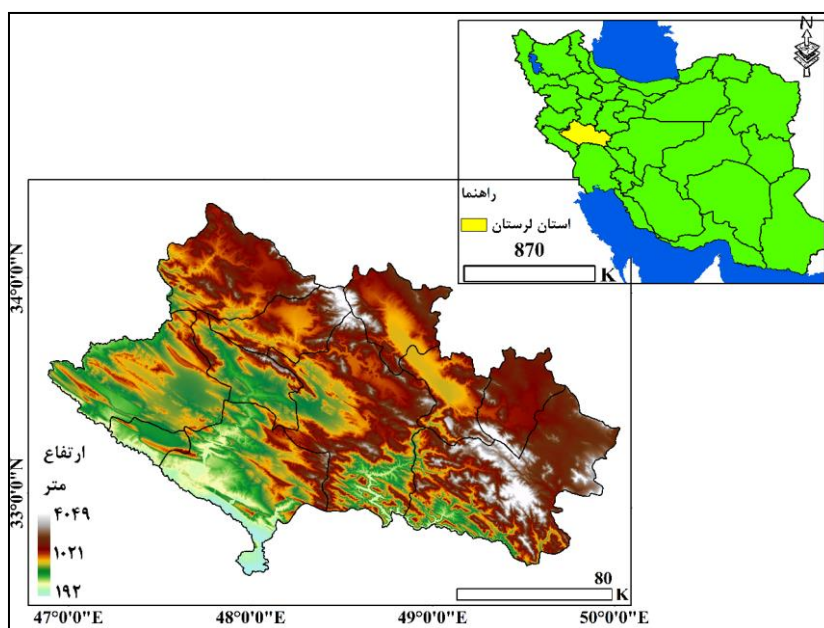 N
راهنما
استان لرستان
870
K
34°0'0"N
33°0'0"N
ارتفاع
متر
۴۰۴۹
۱۰۲۱
۱۹۲
80
K
47°0'0"E
48°0'0"E
49°0'0"E
50°0'0"E